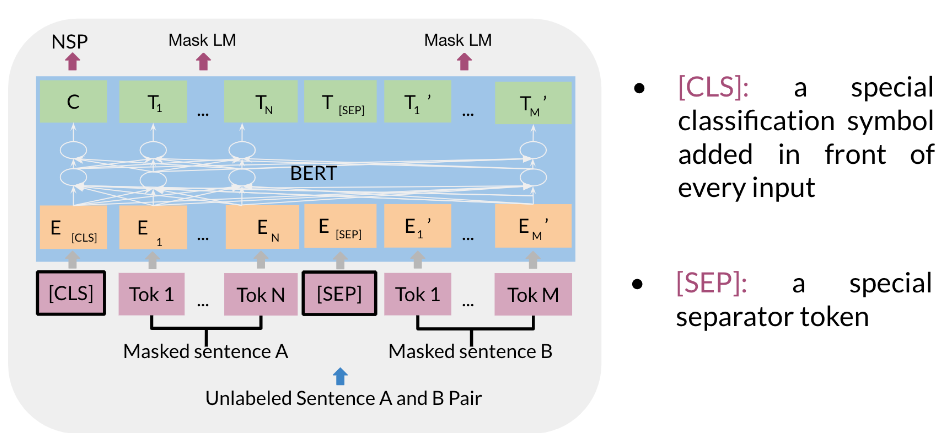 NSP Mask LM Mask LM
C T1 ... TN T[SEP] T1’ ... TM’
BERT
E[CLS] E1 ... EN E[SEP] E1’ ... EM’
[CLS] Tok 1 ... Tok N [SEP] Tok 1 ... Tok M
Masked sentence A Masked sentence B
Unlabeled Sentence A and B Pair
• [CLS]: a special
classification symbol
added in front of
every input
• [SEP]: a special
separator token